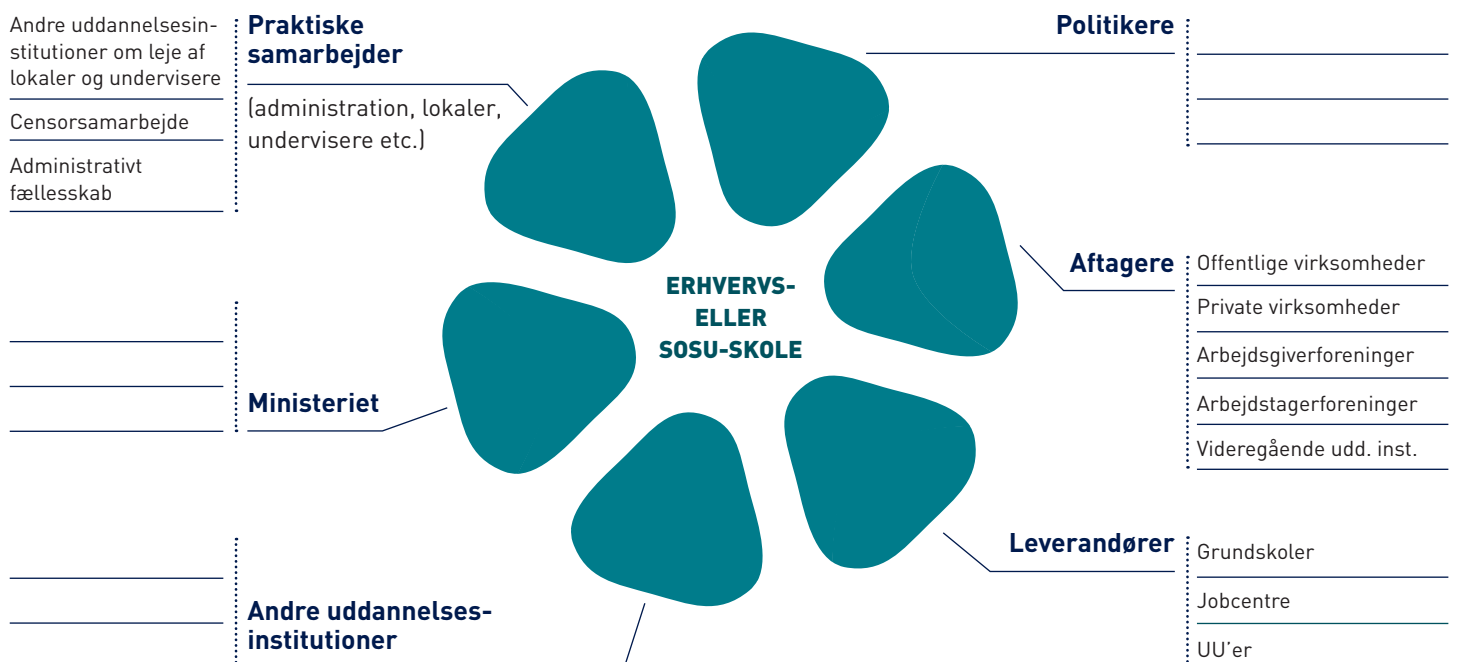 Andre uddannelsesin-
stitutioner om leje af
lokaler og undervisere
Censorsamarbejde
Administrativt
fællesskab
Praktiske
samarbejder
(administration, lokaler,
undervisere etc.)
Politikere
Aftagere
Offentlige virksomheder
Private virksomheder
Arbejdsgiverforeninger
Arbejdstagerforeninger
Videregående udd. inst.
ERHVERVS-
ELLER
SOSU-SKOLE
Ministeriet
Leverandører
Grundskoler
Jobcentre
UU'er
Andre uddannelses-
institutioner